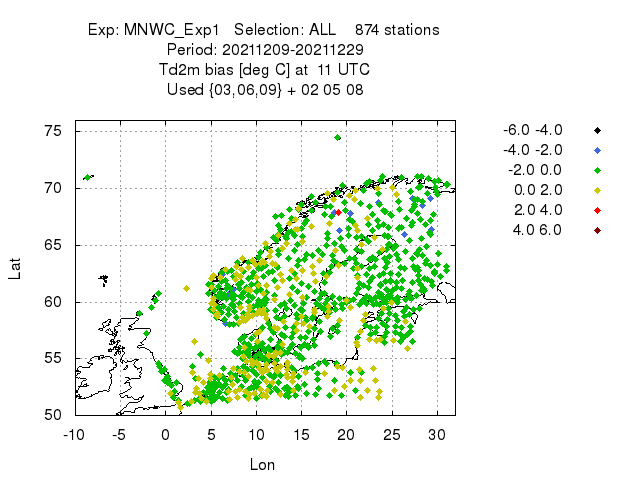 Exp: MNWC_Exp1 Selection: ALL 874 stations
Period: 20211209-20211229
Td2m bias [deg C] at 11 UTC
Used {03,06,09} + 02 05 08
-6.0 -4.0
-4.0 -2.0
-2.0 0.0
0.0 2.0
2.0 4.0
4.0 6.0
75
70
65
60
55
50
Lat
-10 -5 0 5 10 15 20 25 30
Lon